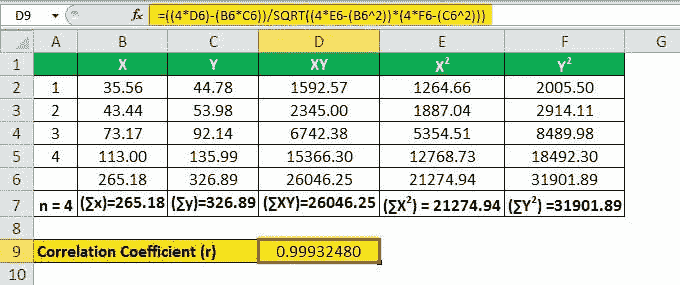 D9 fx =((4*D6)-(B6*C6))/SQRT((4*E6-(B6^2))*(4*F6-(C6^2)))
A B C D E F G
1 X Y XY X² Y²
2 1 35.56 44.78 1592.57 1264.66 2005.50
3 2 43.44 53.98 2345.00 1887.04 2914.11
4 3 73.17 92.14 6742.38 5354.51 8489.98
5 4 113.00 135.99 15366.30 12768.73 18492.30
6 265.18 326.89 26046.25 21274.94 31901.89
7 n = 4 (∑x)=265.18 (∑y)=326.89 (∑XY)=26046.25 (∑X²) = 21274.94 (∑Y²) =31901.89
8
9 Correlation Coefficient (r) 0.99932480
10